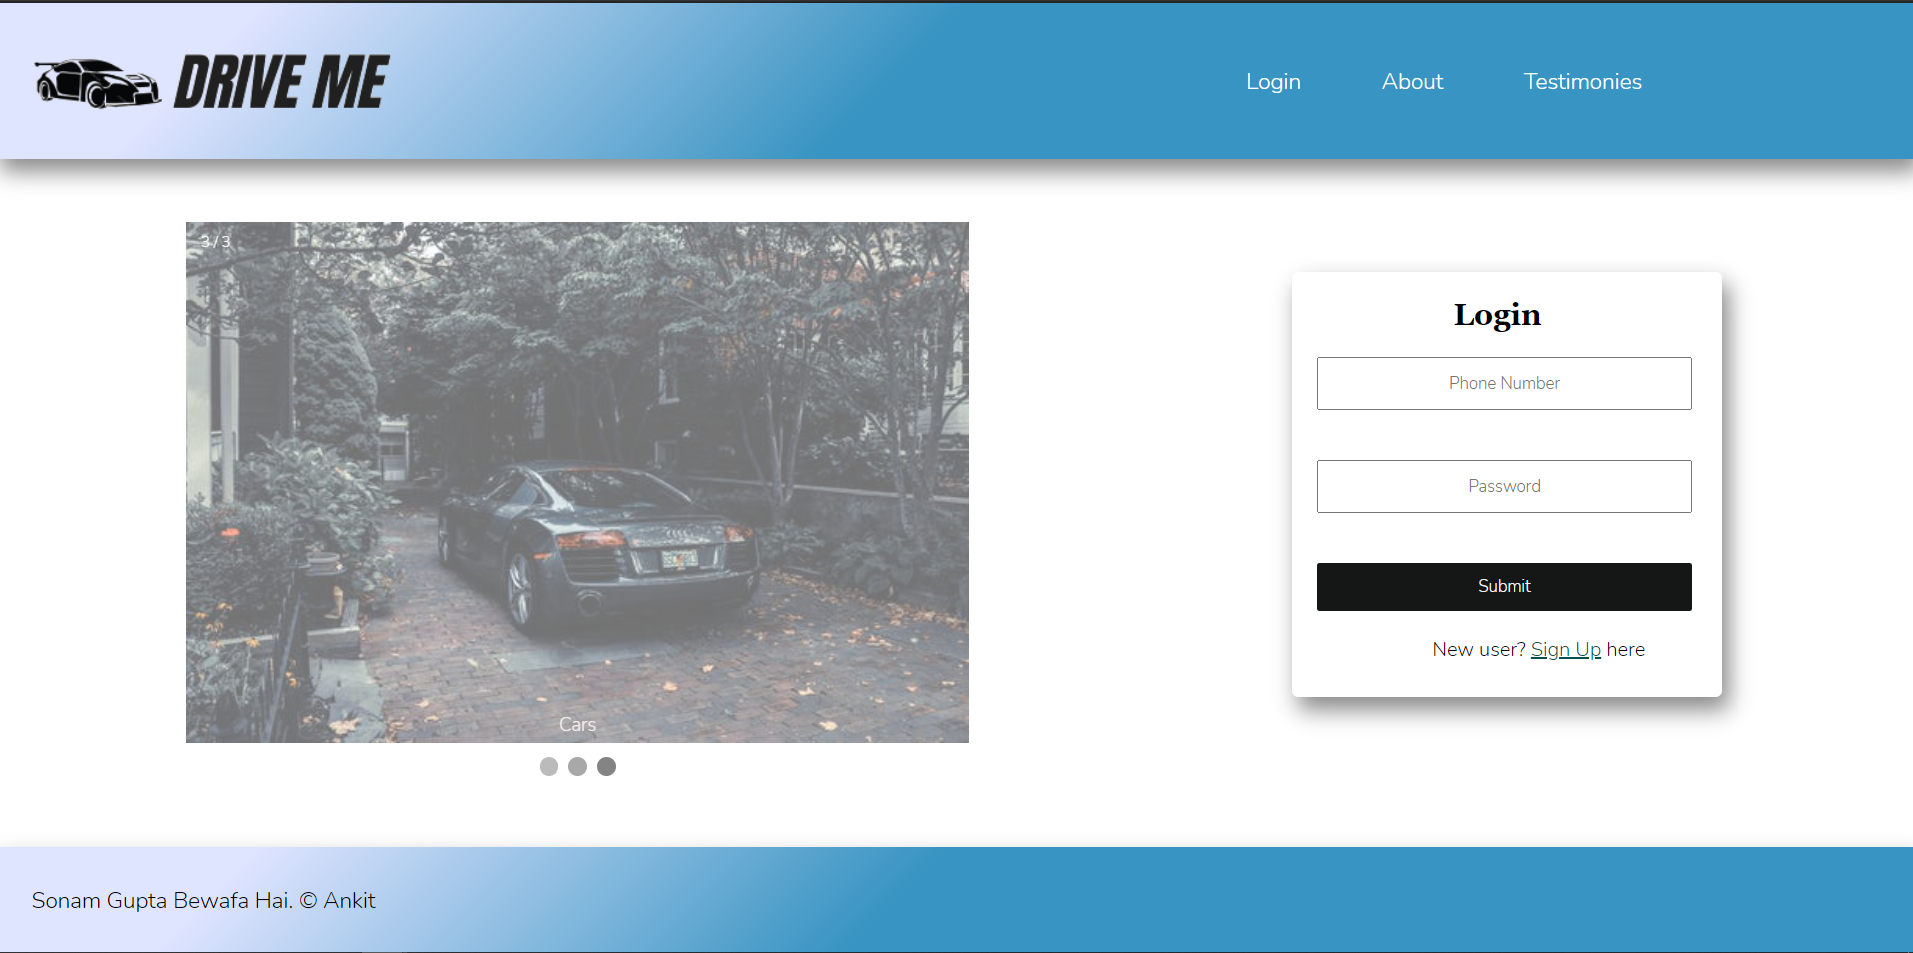 DRIVE ME
Login
About
Testimonies
3 / 3
Cars
Login
Phone Number
Password
Submit
New user? Sign Up here
Sonam Gupta Bewafa Hai. © Ankit